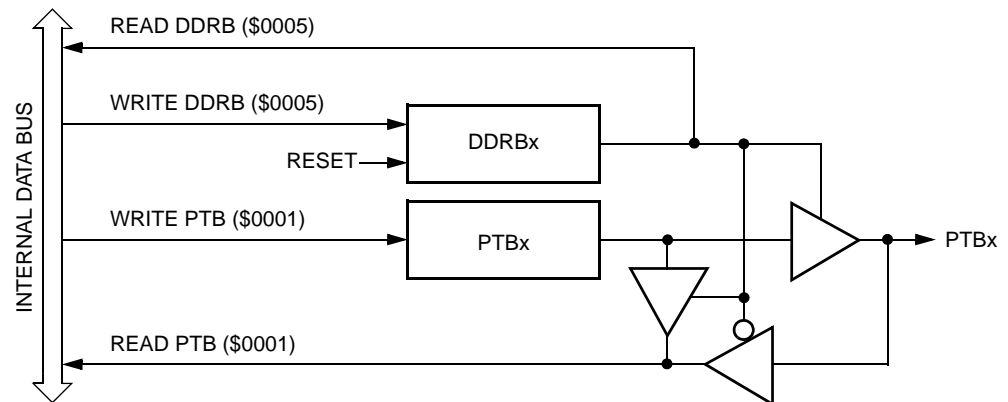 READ DDRB ($0005)
WRITE DDRB ($0005)
DDRBx
RESET
WRITE PTB ($0001)
PTBx
PTBx
READ PTB ($0001)
INTERNAL DATA BUS